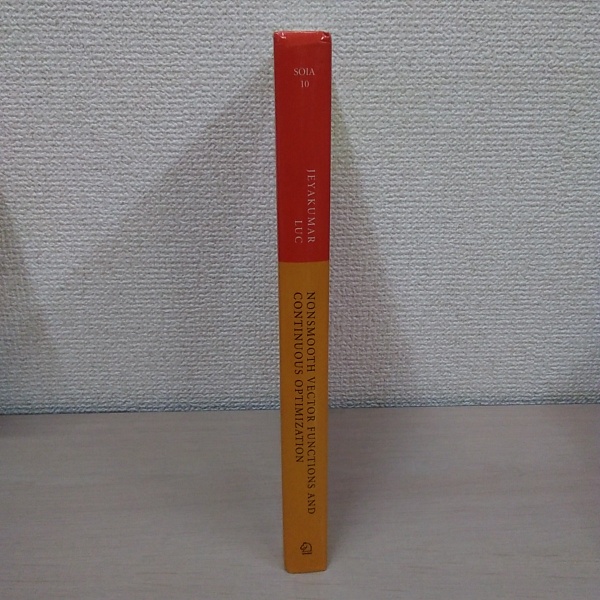 SOIA
10
JEYAKUMAR
LUC
NONSMOOTH VECTOR FUNCTIONS AND
CONTINUOUS OPTIMIZATION